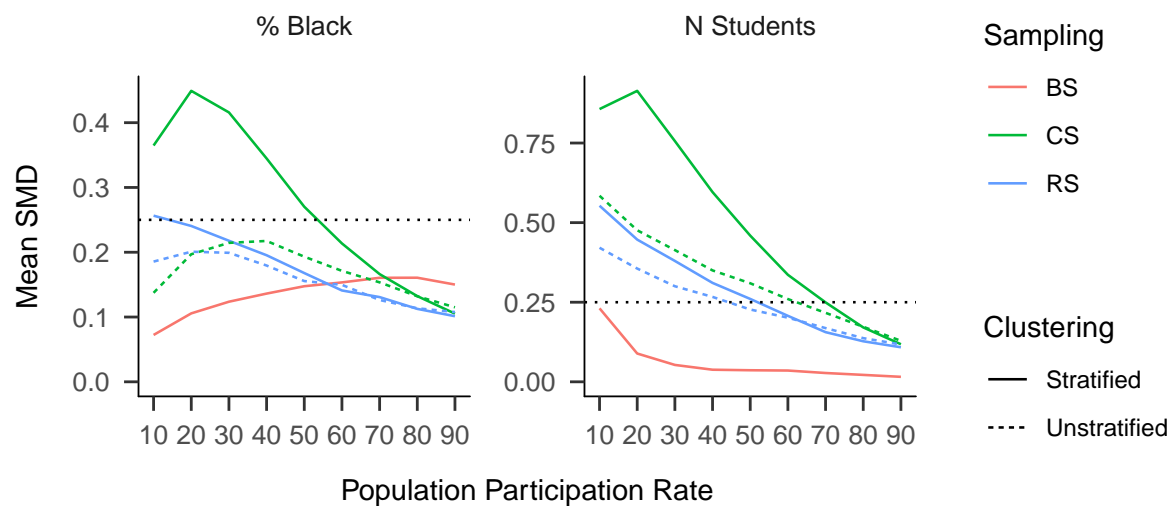 % Black
N Students
Mean SMD
0.4
0.3
0.2
0.1
0.0
10 20 30 40 50 60 70 80 90
0.75
0.50
0.25
0.00
10 20 30 40 50 60 70 80 90
Population Participation Rate
Sampling
BS
CS
RS
Clustering
Stratified
Unstratified